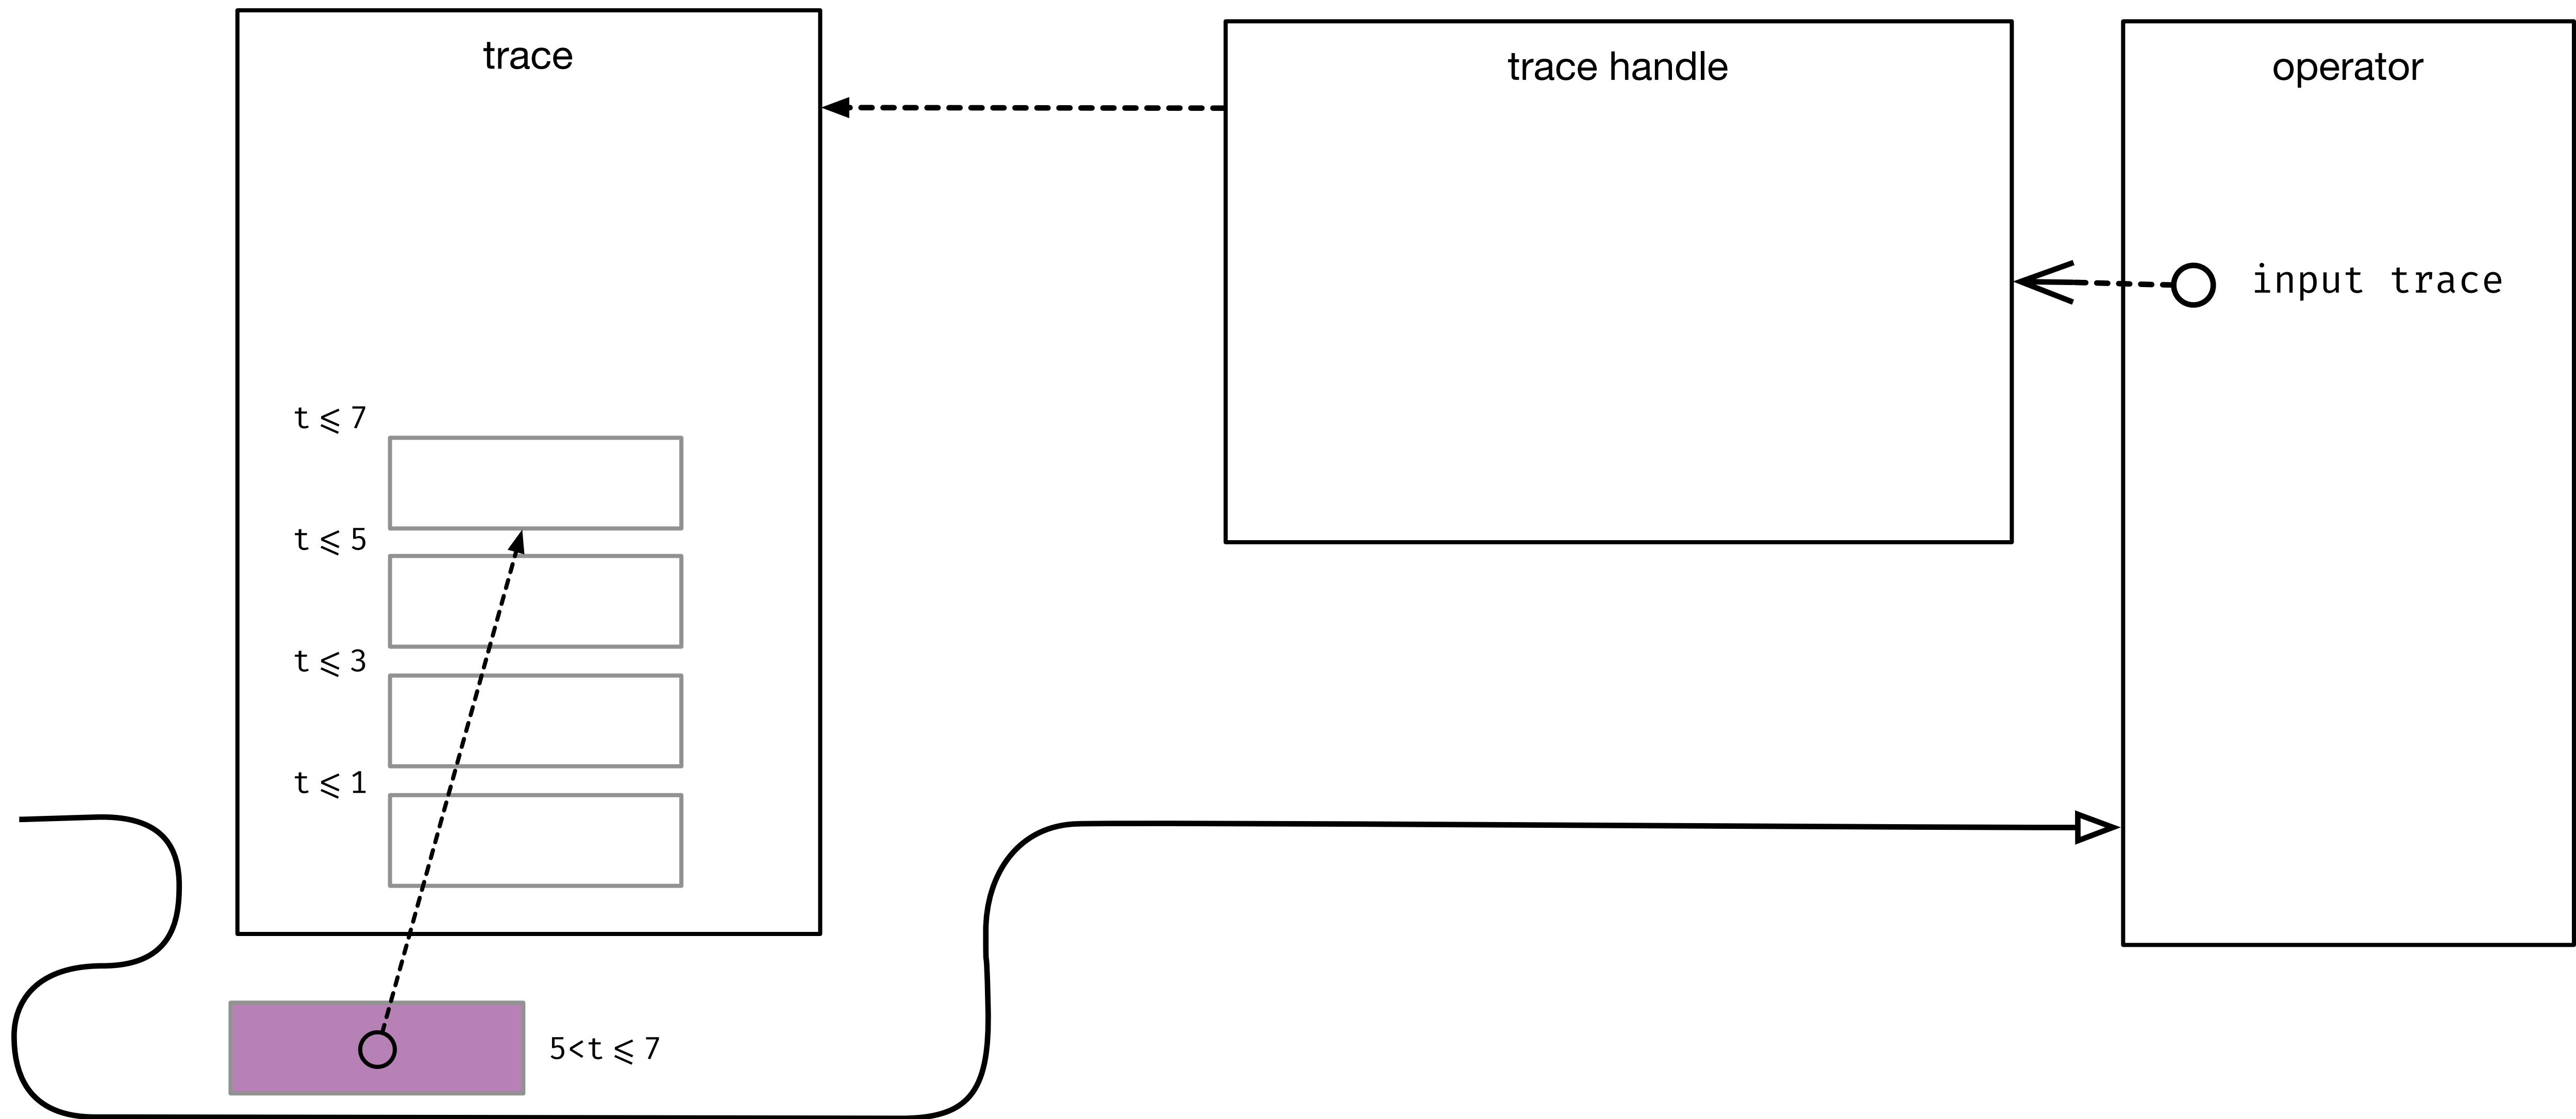 trace
trace handle
operator
input trace
t ⩽ 7
t ⩽ 5
t ⩽ 3
t ⩽ 1
5<t ⩽ 7